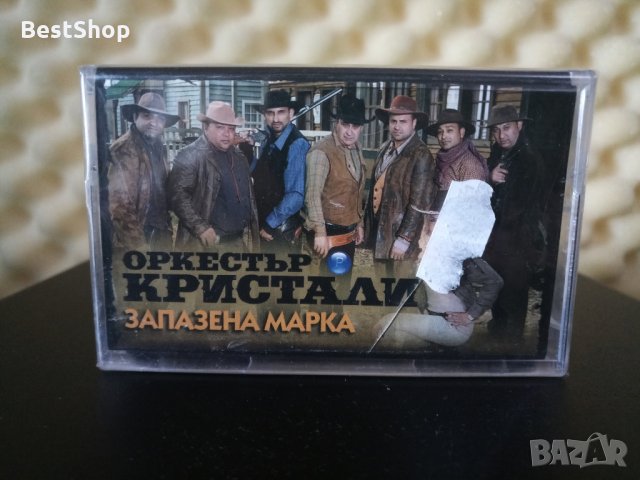 BestShop
ОРКЕСТЪР
КРИСТАЛИ
ЗАПАЗЕНА МАРКА
BAZAR